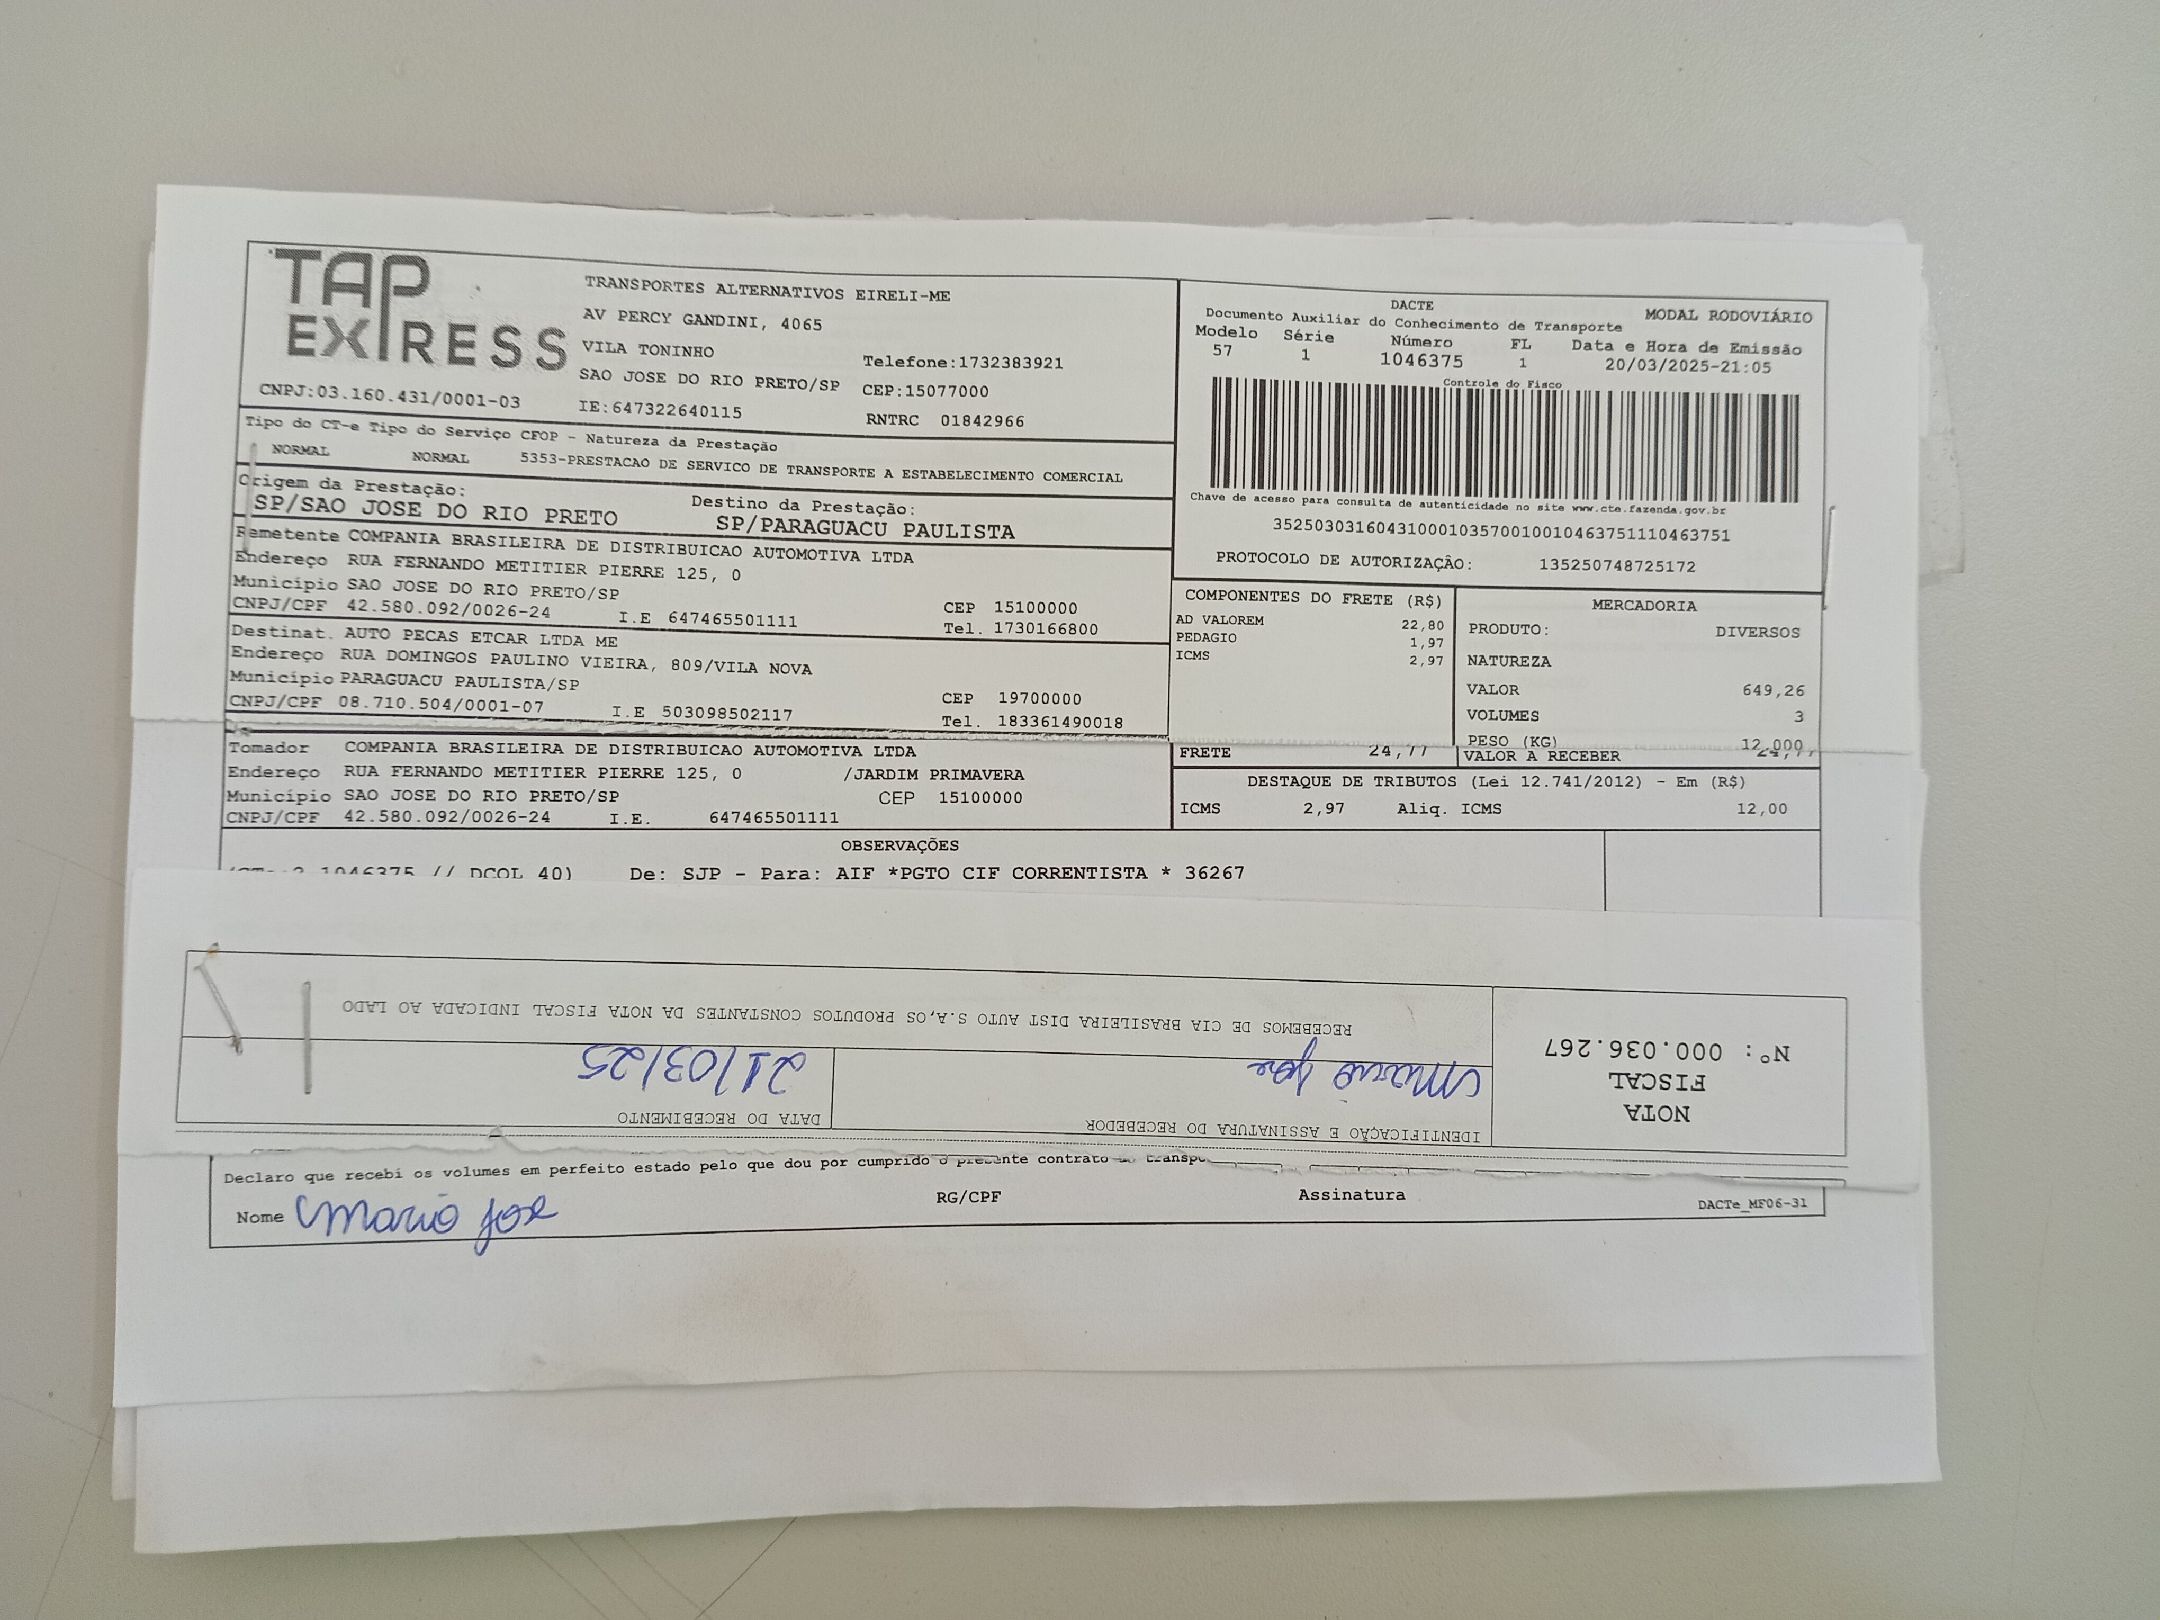 TAP EXPRESS
TRANSPORTES ALTERNATIVOS EIRELI-ME
AV PERCY GANDINI, 4065
VILA TONINHO
Telefone:1732383921
SAO JOSE DO RIO PRETO/SP CEP:15077000
CNPJ:03.160.431/0001-03 IE:647322640115 RNTRC 01842966
Tipo do CT-e Tipo do Serviço CFOP - Natureza da Prestação
NORMAL NORMAL 5353-PRESTACAO DE SERVICO DE TRANSPORTE A ESTABELECIMENTO COMERCIAL
Origem da Prestação: Destino da Prestação:
SP/SAO JOSE DO RIO PRETO SP/PARAGUACU PAULISTA
Remetente COMPANIA BRASILEIRA DE DISTRIBUICAO AUTOMOTIVA LTDA
Endereço RUA FERNANDO METITIER PIERRE 125, 0
Município SAO JOSE DO RIO PRETO/SP CEP 15100000
CNPJ/CPF 42.580.092/0026-24 I.E 647465501111 Tel. 1730166800
Destinat. AUTO PECAS ETCAR LTDA ME
Endereço RUA DOMINGOS PAULINO VIEIRA, 809/VILA NOVA
Município PARAGUACU PAULISTA/SP CEP 19700000
CNPJ/CPF 08.710.504/0001-07 I.E 503098502117 Tel. 183361490018
Tomador COMPANIA BRASILEIRA DE DISTRIBUICAO AUTOMOTIVA LTDA
Endereço RUA FERNANDO METITIER PIERRE 125, 0 /JARDIM PRIMAVERA
Município SAO JOSE DO RIO PRETO/SP CEP 15100000
CNPJ/CPF 42.580.092/0026-24 I.E. 647465501111
DACTE MODAL RODOVIÁRIO
Documento Auxiliar do Conhecimento de Transporte
Modelo Série Número FL Data e Hora de Emissão
57 1 1046375 1 20/03/2025-21:05
Controle do Fisco
Chave de acesso para consulta de autenticidade no site www.cte.fazenda.gov.br
35250303160431000103570010010463751110463751
PROTOCOLO DE AUTORIZAÇÃO: 135250748725172
COMPONENTES DO FRETE (R$)
AD VALOREM 22,80
PEDAGIO 1,97
ICMS 2,97
MERCADORIA
PRODUTO: DIVERSOS
NATUREZA
VALOR 649,26
VOLUMES 3
PESO (KG) 12,000
FRETE 24,77 VALOR A RECEBER 24,77
DESTAQUE DE TRIBUTOS (Lei 12.741/2012) - Em (R$)
ICMS 2,97 Aliq. ICMS 12,00
OBSERVAÇÕES
1046375 // DCOL 40) De: SJP - Para: AIF *PGTO CIF CORRENTISTA * 36267
NOTA
FISCAL
Nº: 000.036.267
IDENTIFICAÇÃO E ASSINATURA DO RECEBEDOR
Mario Jose
DATA DO RECEBIMENTO
21/03/25
RECEBEMOS DE CIA BRASILEIRA DIST AUTO S.A,OS PRODUTOS CONSTANTES DA NOTA FISCAL INDICADA AO LADO
Declaro que recebi os volumes em perfeito estado pelo que dou por cumprido o presente contrato
Nome Mario Jose RG/CPF Assinatura
DACTe_MF06-31